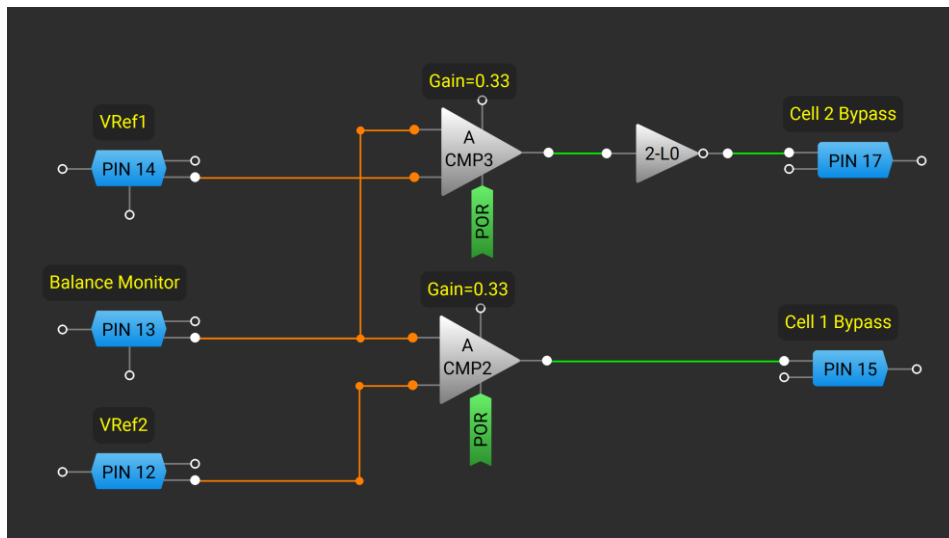 Gain=0.33
VRef1
A
CMP3
PIN 14
2-L0
Cell 2 Bypass
PIN 17
POR
Balance Monitor
Gain=0.33
PIN 13
A
CMP2
Cell 1 Bypass
PIN 15
POR
VRef2
PIN 12